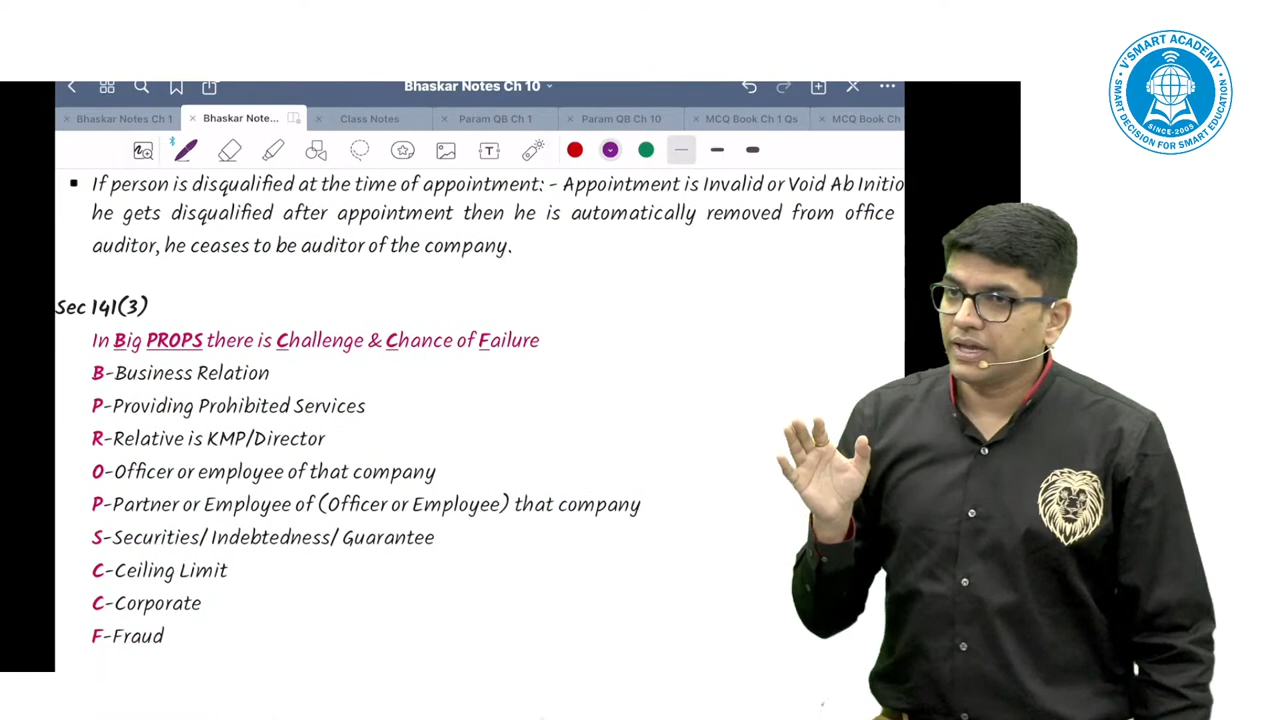 Bhaskar Notes Ch 10
Bhaskar Notes Ch 1
Bhaskar Note...
Class Notes
Param QB Ch 1
Param QB Ch 10
MCQ Book Ch 1 Qs
MCQ Book Ch
V'SMART ACADEMY
SMART DECISION FOR SMART EDUCATION
SINCE-2005
▪ If person is disqualified at the time of appointment: - Appointment is Invalid or Void Ab Initio
he gets disqualified after appointment then he is automatically removed from office
auditor, he ceases to be auditor of the company.
Sec 141(3)
In Big PROPS there is Challenge & Chance of Failure
B-Business Relation
P-Providing Prohibited Services
R-Relative is KMP/Director
O-Officer or employee of that company
P-Partner or Employee of (Officer or Employee) that company
S-Securities/ Indebtedness/ Guarantee
C-Ceiling Limit
C-Corporate
F-Fraud